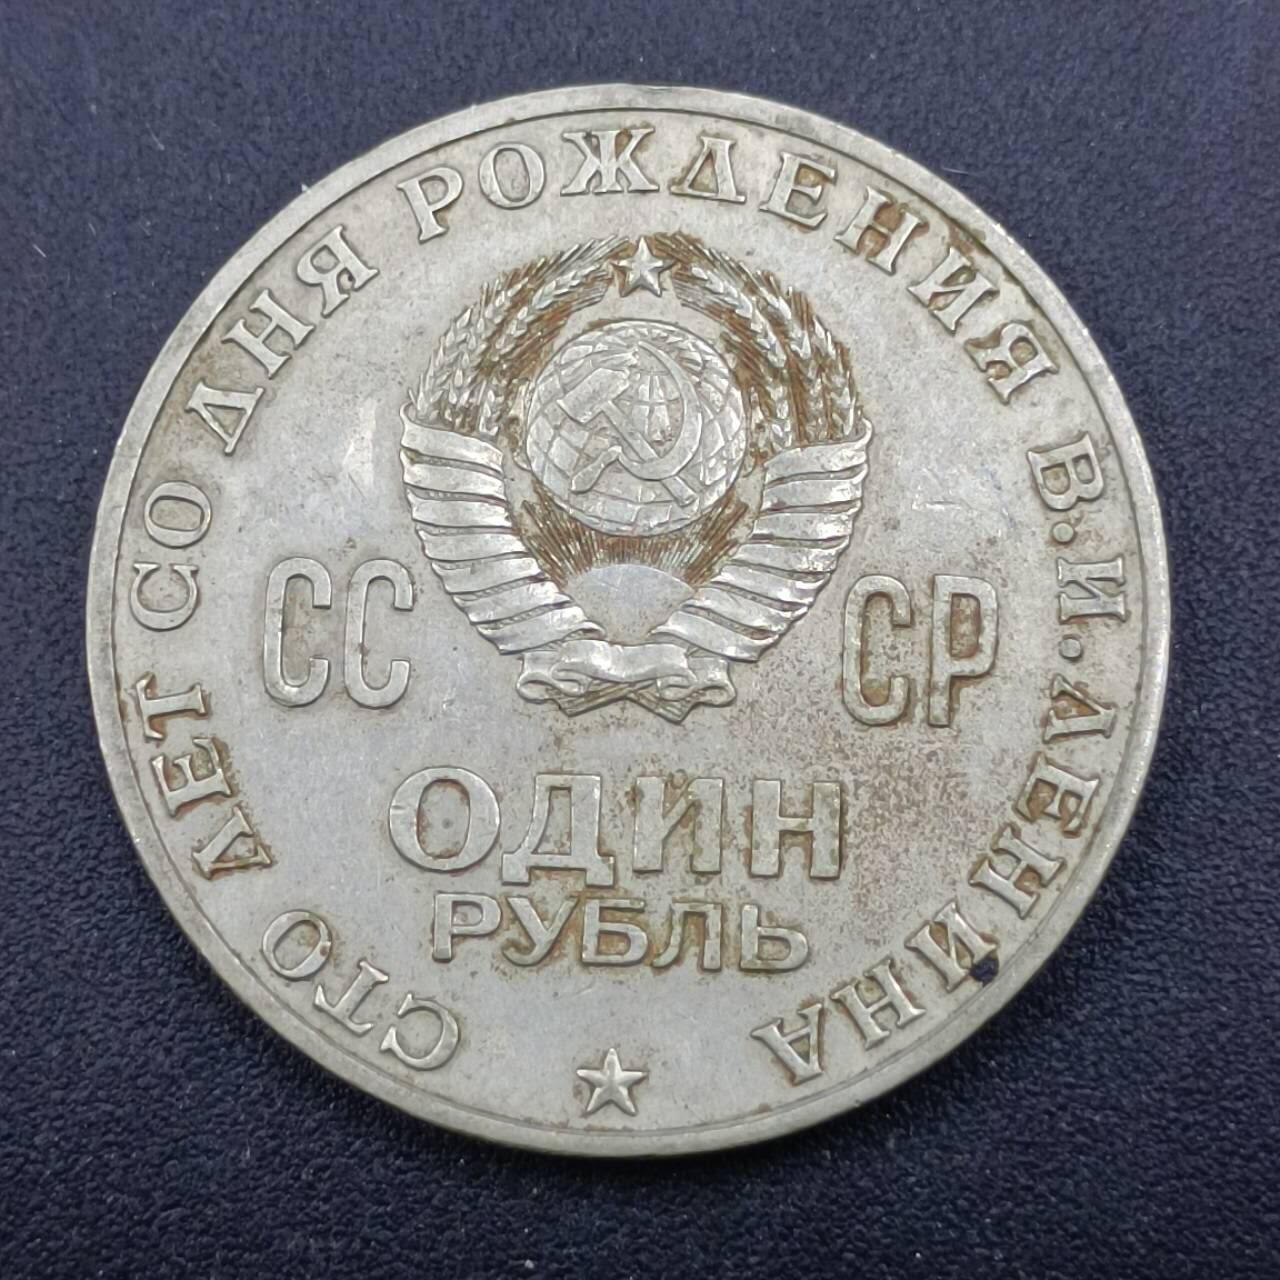 СТО ЛЕТ СО ДНЯ РОЖДЕНИЯ В.И.ЛЕНИНА
СС СР
ОДИН
РУБЛЬ